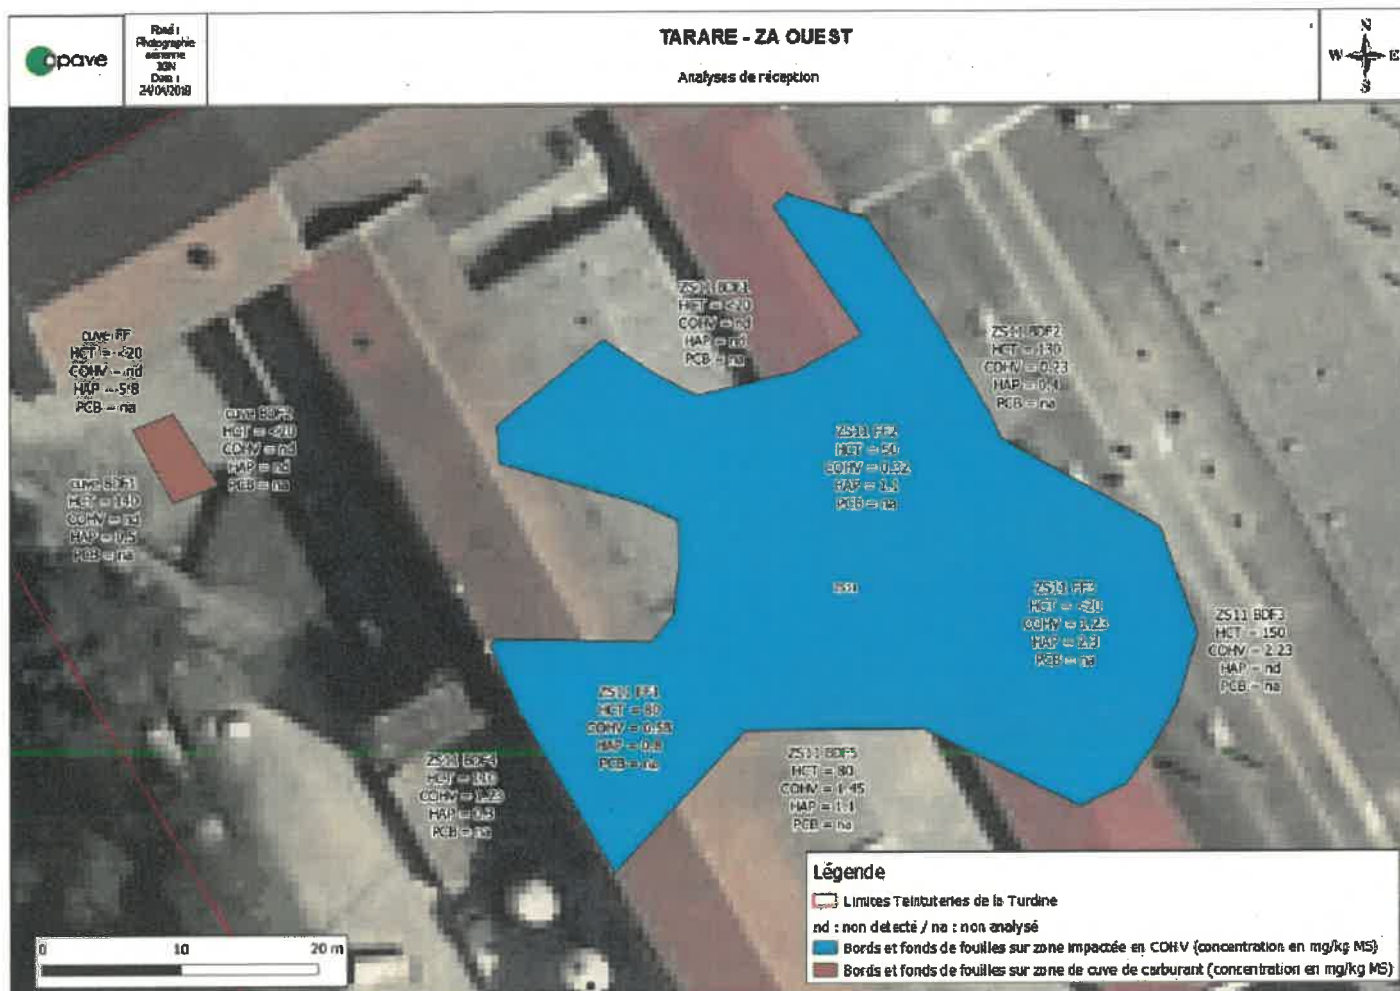 apave
Fond :
Photographie
aérienne
IGN
Date :
24/04/2018
TARARE - ZA OUEST
Analyses de réception
N
W E
S
ZS11 BDF1
HCT = <20
COHV = nd
HAP = nd
PCB = na
ZS11 BDF2
HCT = 130
COHV = 0.23
HAP = 0.4
PCB = na
cuve FF
HCT = <20
COHV = nd
HAP = 5.8
PCB = na
cuve BDF2
HCT = <20
COHV = nd
HAP = nd
PCB = na
cuve BDF1
HCT = 140
COHV = nd
HAP = 0.5
PCB = na
ZS11 FF2
HCT = 50
COHV = 0.32
HAP = 1.1
PCB = na
ZS11
ZS11 FF3
HCT = <20
COHV = 1.23
HAP = 2.3
PCB = na
ZS11 BDF3
HCT = 150
COHV = 2.23
HAP = nd
PCB = na
ZS11 FF1
HCT = 80
COHV = 0.58
HAP = 0.8
PCB = na
ZS11 BDF4
HCT = 110
COHV = 1.23
HAP = 0.3
PCB = na
ZS11 BDF5
HCT = 80
COHV = 1.45
HAP = 1.1
PCB = na
Légende
Limites Teintuteries de la Turdine
nd : non detecté / na : non analysé
Bords et fonds de fouilles sur zone impactée en COHV (concentration en mg/kg MS)
Bords et fonds de fouilles sur zone de cuve de carburant (concentration en mg/kg MS)
0 10 20 m